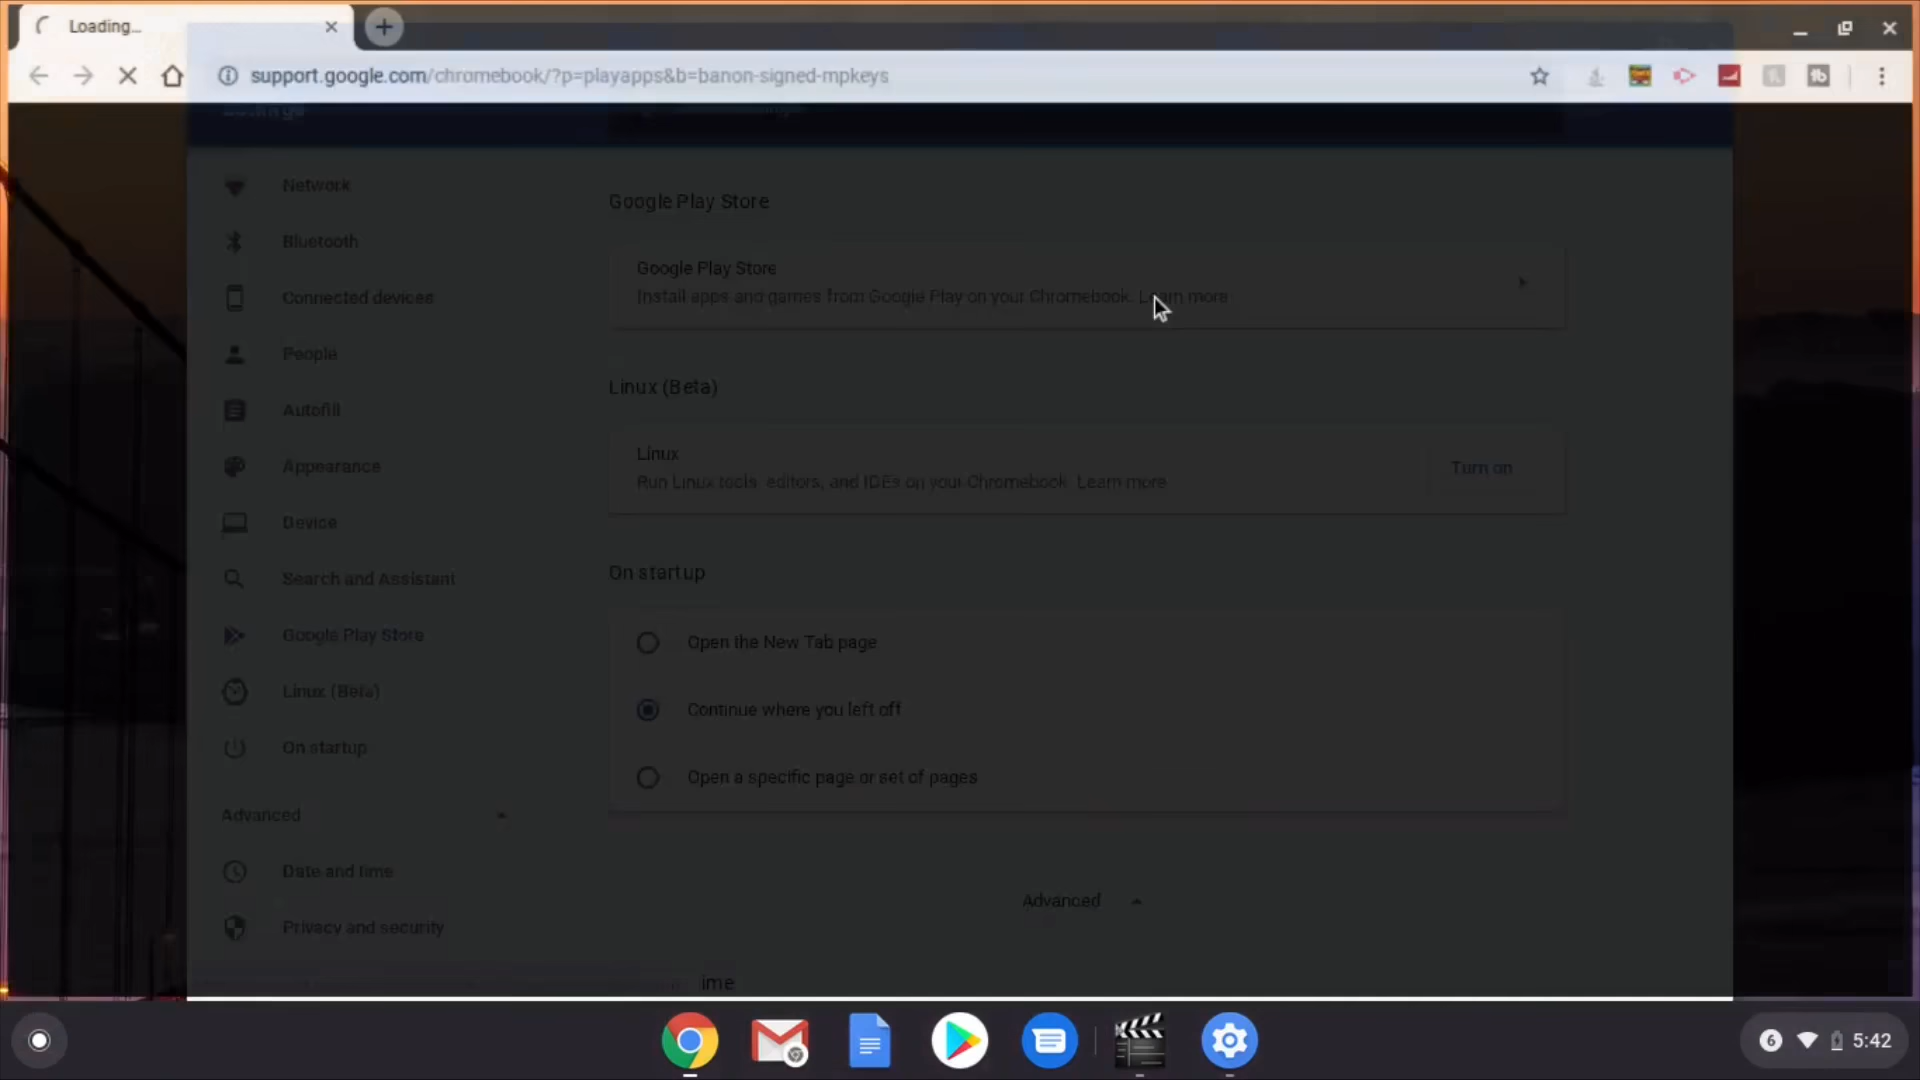 Loading...
support.google.com/chromebook/?p=playapps&b=banon-signed-mpkeys
Settings
Network
Bluetooth
Connected devices
People
Autofill
Appearance
Device
Search and Assistant
Google Play Store
Linux (Beta)
On startup
Advanced
Date and time
Privacy and security
Google Play Store
Google Play Store
Install apps and games from Google Play on your Chromebook. Learn more
Linux (Beta)
Linux
Run Linux tools, editors, and IDEs on your Chromebook. Learn more
Turn on
On startup
Open the New Tab page
Continue where you left off
Open a specific page or set of pages
Advanced
ime
6
5:42